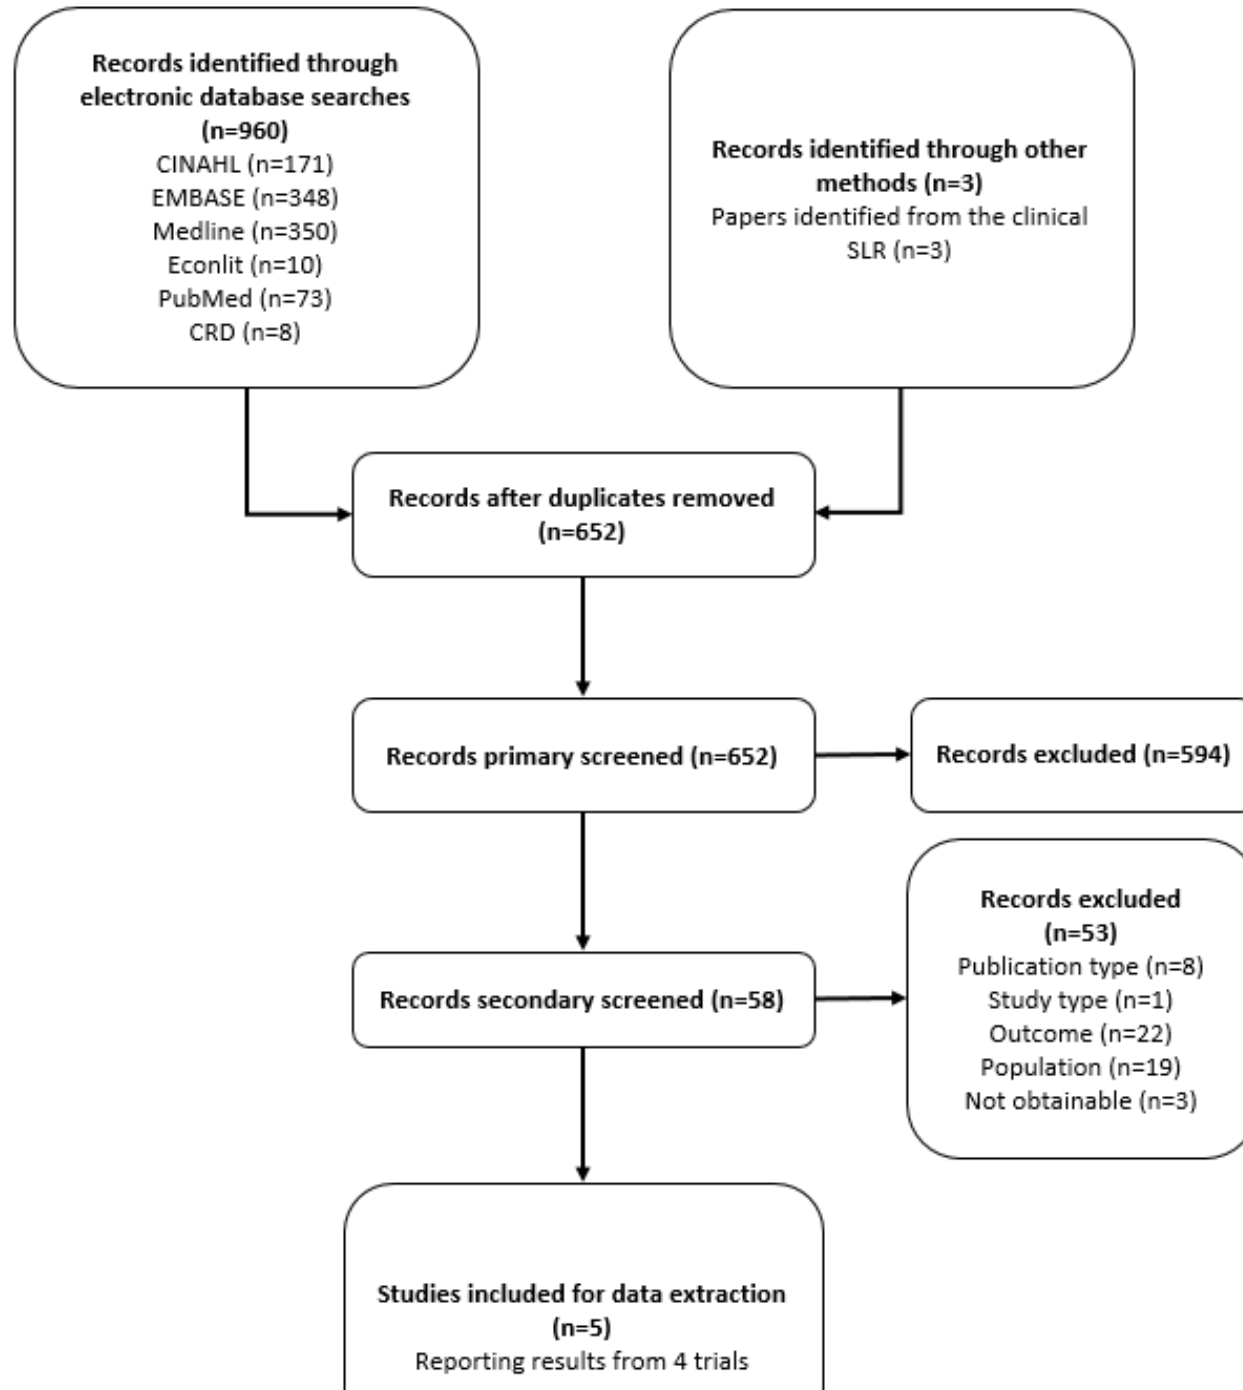 Records identified through
electronic database searches
(n=960)
CINAHL (n=171)
EMBASE (n=348)
Medline (n=350)
Econlit (n=10)
PubMed (n=73)
CRD (n=8)
Records identified through other
methods (n=3)
Papers identified from the clinical
SLR (n=3)
Records after duplicates removed
(n=652)
Records primary screened (n=652)
Records excluded (n=594)
Records secondary screened (n=58)
Records excluded
(n=53)
Publication type (n=8)
Study type (n=1)
Outcome (n=22)
Population (n=19)
Not obtainable (n=3)
Studies included for data extraction
(n=5)
Reporting results from 4 trials